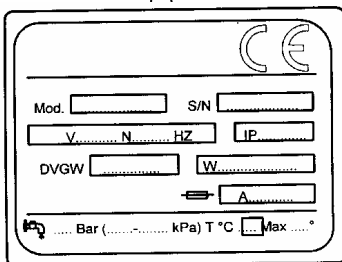 CE
Mod. ............... S/N ...............
V.......... N.......... HZ IP............
DVGW ............... W...............
A............
..... Bar (.......-........ kPa) T °C .....Max .....°